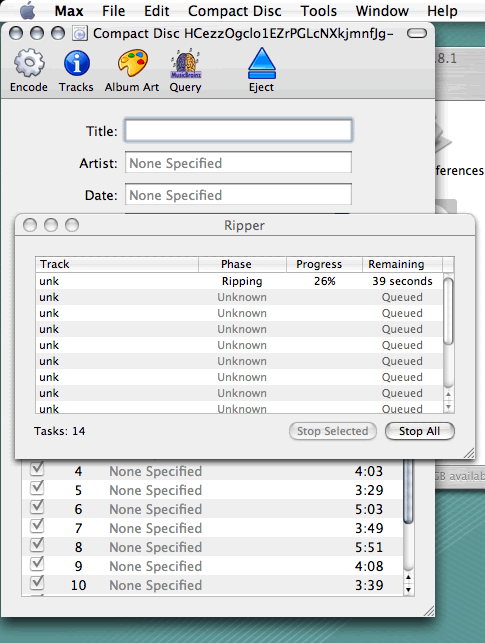 Max File Edit Compact Disc Tools Window Help
Compact Disc HCezzOgclo1EZrPGLcNXkjmnfJg-
.8.1
MusicBrainz
Encode Tracks Album Art Query Eject
Title:
Artist: None Specified
ferences
Date: None Specified
Ripper
Track Phase Progress Remaining
unk Ripping 26% 39 seconds
unk Unknown Queued
unk Unknown Queued
unk Unknown Queued
unk Unknown Queued
unk Unknown Queued
unk Unknown Queued
unk Unknown Queued
unk Unknown Queued
Tasks: 14 Stop Selected Stop All
4 None Specified 4:03
GB availab
5 None Specified 3:29
6 None Specified 5:03
7 None Specified 3:49
8 None Specified 5:51
9 None Specified 4:08
10 None Specified 3:39